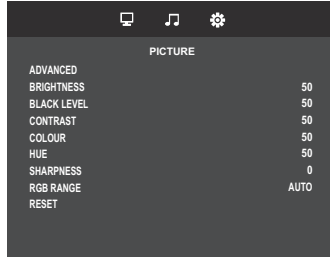 PICTURE
ADVANCED
BRIGHTNESS 50
BLACK LEVEL 50
CONTRAST 50
COLOUR 50
HUE 50
SHARPNESS 0
RGB RANGE AUTO
RESET